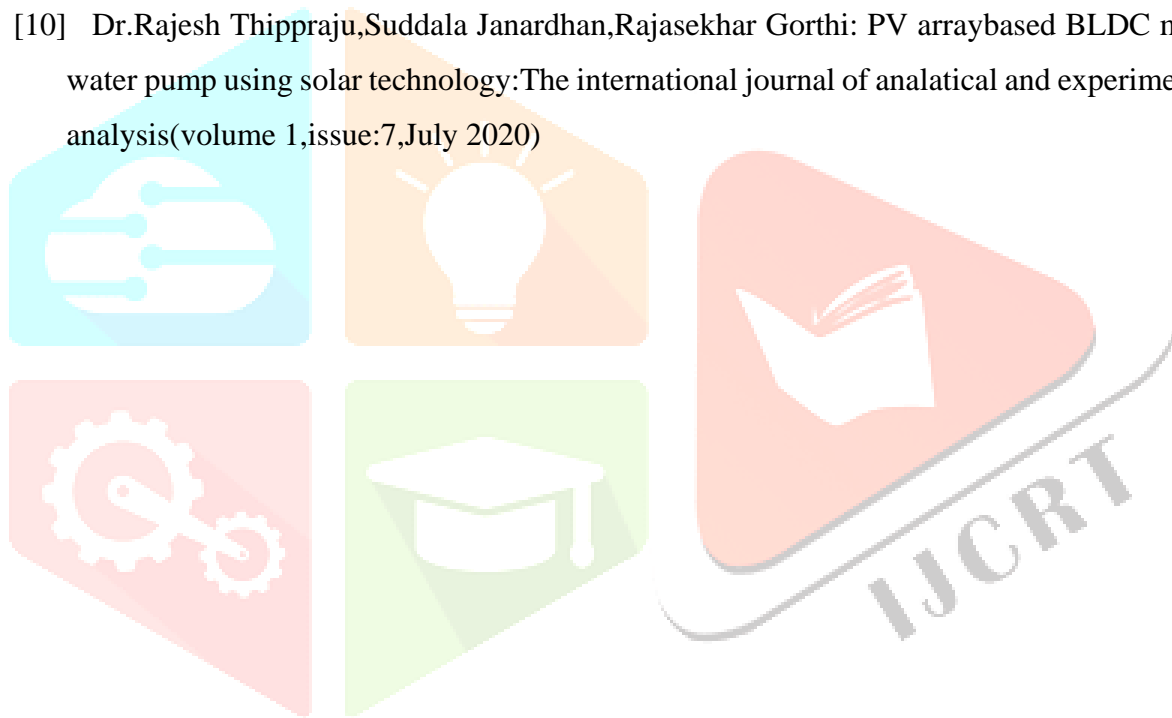 [10] Dr.Rajesh Thippraju,Suddala Janardhan,Rajasekhar Gorthi: PV arraybased BLDC
water pump using solar technology:The international journal of analatical and
analysis(volume 1,issue:7,July 2020)
IJCRT